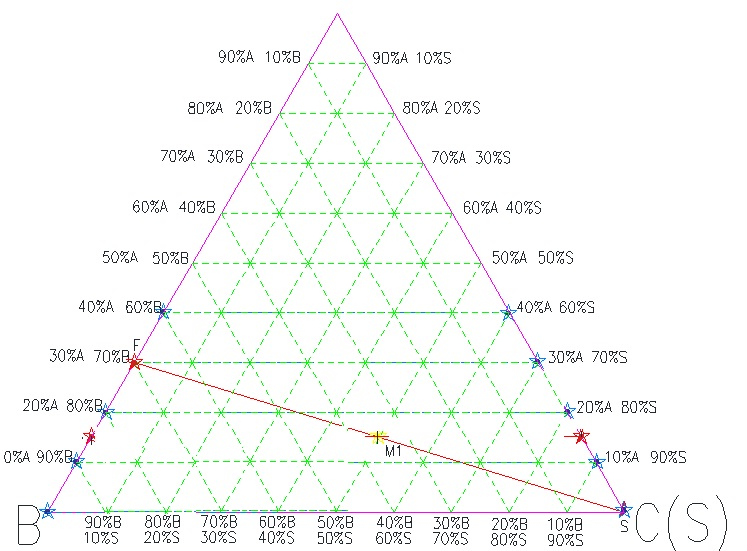 90%A 10%B 90%A 10%S
80%A 20%B 80%A 20%S
70%A 30%B 70%A 30%S
60%A 40%B 60%A 40%S
50%A 50%B 50%A 50%S
40%A 60%B 40%A 60%S
F
30%A 70%B 30%A 70%S
20%A 80%B 20%A 80%S
M1
0%A 90%B 10%A 90%S
B S C(S)
90%B 80%B 70%B 60%B 50%B 40%B 30%B 20%B 10%B
10%S 20%S 30%S 40%S 50%S 60%S 70%S 80%S 90%S